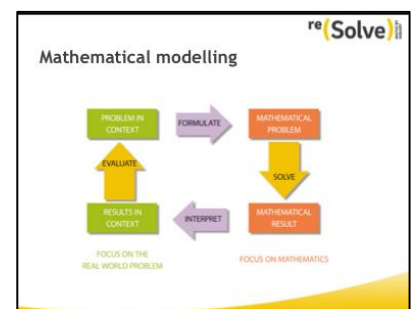 re(Solve)
Mathematical modelling
PROBLEM IN
CONTEXT
FORMULATE
MATHEMATICAL
PROBLEM
EVALUATE
SOLVE
RESULTS IN
CONTEXT
INTERPRET
MATHEMATICAL
RESULT
FOCUS ON THE
REAL WORLD PROBLEM
FOCUS ON MATHEMATICS